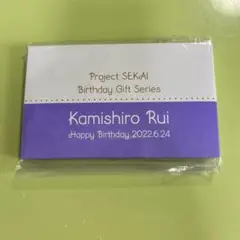 Project SEKAI
Birthday Gift Series
Kamishiro Rui
Happy Birthday,2022.6.24